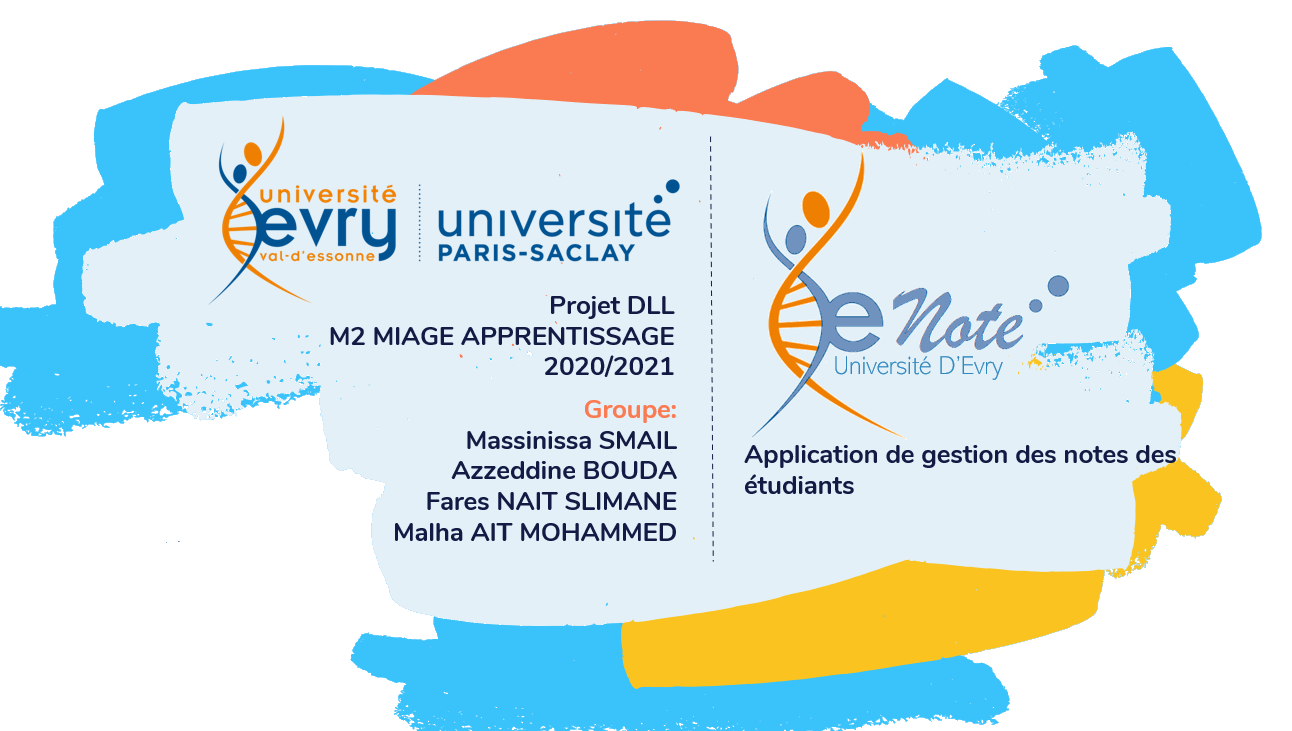 université
evry
val-d'essonne
université
PARIS-SACLAY
Projet DLL
M2 MIAGE APPRENTISSAGE
2020/2021
Groupe:
Massinissa SMAIL
Azzeddine BOUDA
Fares NAIT SLIMANE
Malha AIT MOHAMMED
e Note
Université D'Evry
Application de gestion des notes des
étudiants